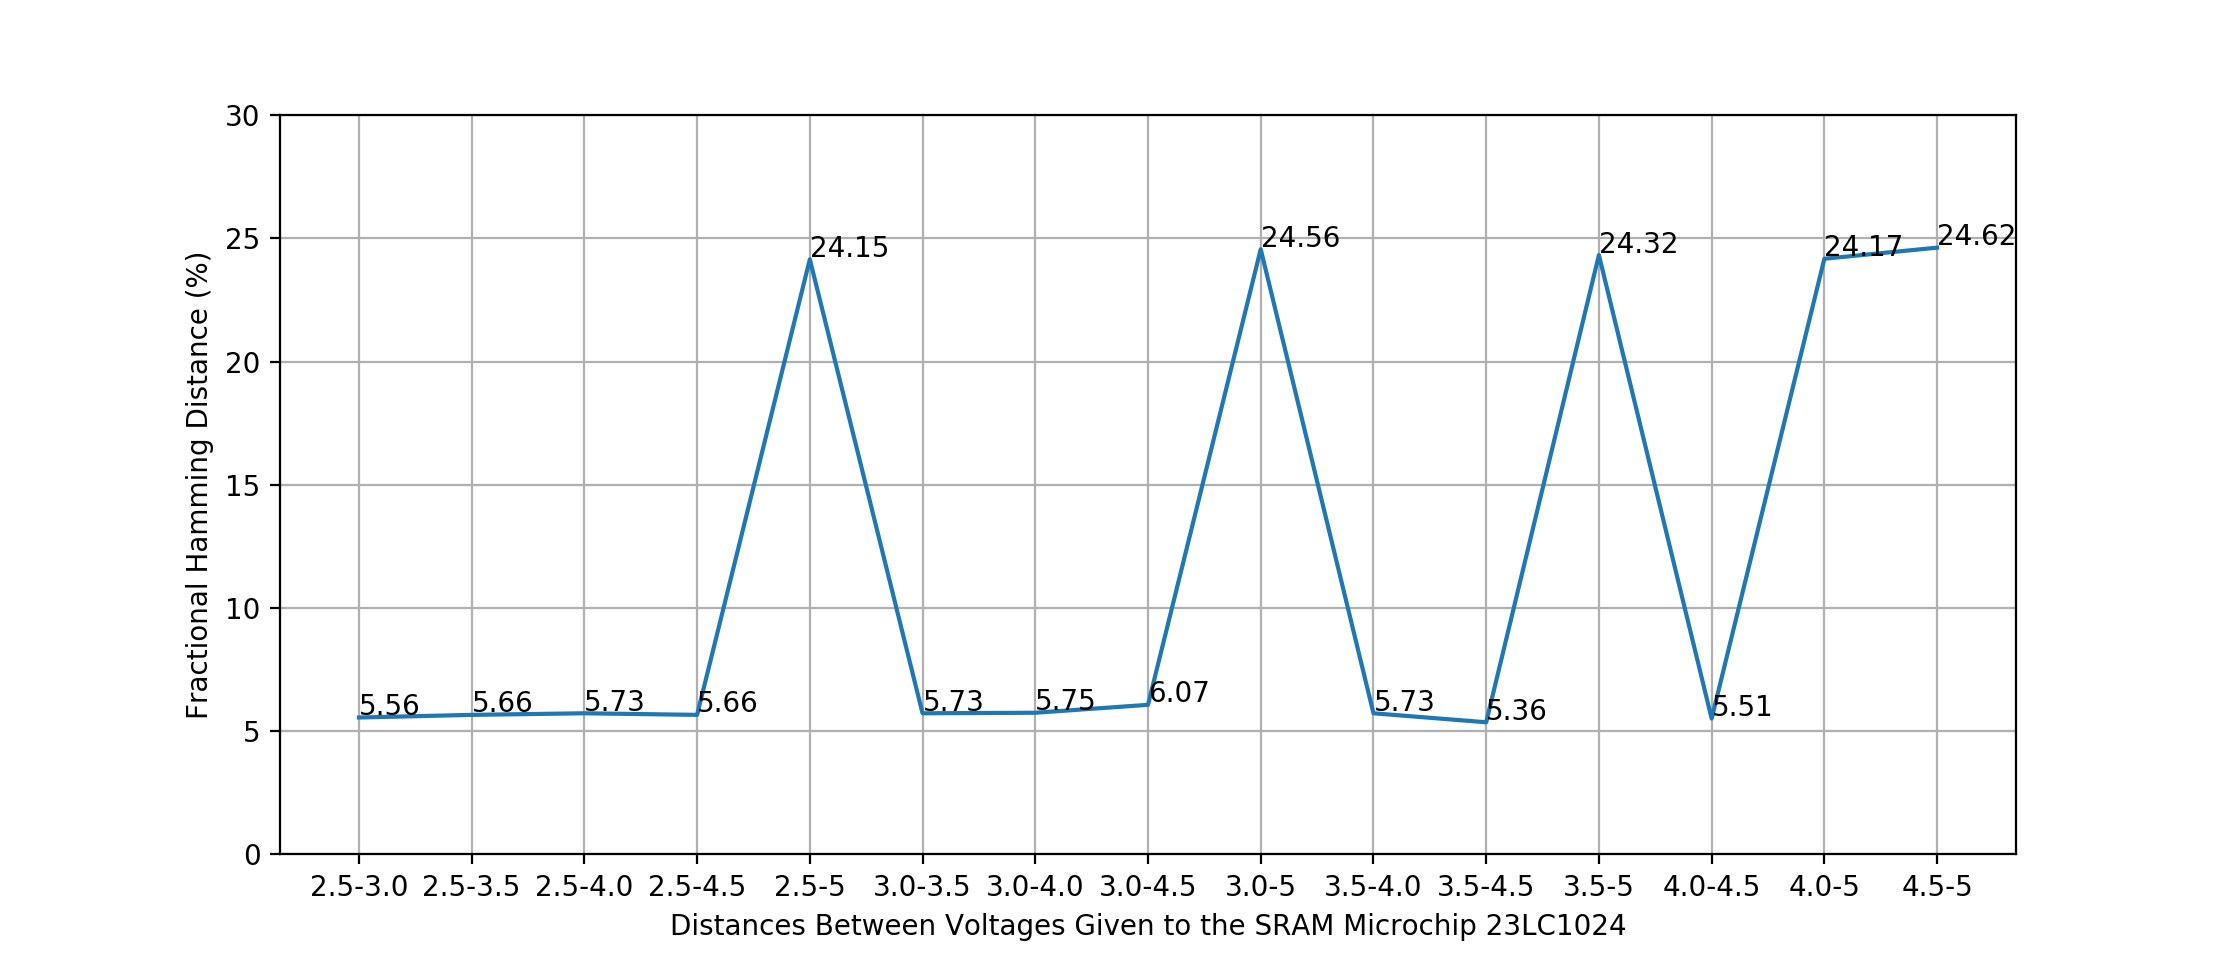 30
25
20
15
10
5
0
Fractional Hamming Distance (%)
5.56 5.66 5.73 5.66 24.15 5.73 5.75 6.07 24.56 5.73 5.36 24.32 5.51 24.17 24.62
2.5-3.0 2.5-3.5 2.5-4.0 2.5-4.5 2.5-5 3.0-3.5 3.0-4.0 3.0-4.5 3.0-5 3.5-4.0 3.5-4.5 3.5-5 4.0-4.5 4.0-5 4.5-5
Distances Between Voltages Given to the SRAM Microchip 23LC1024